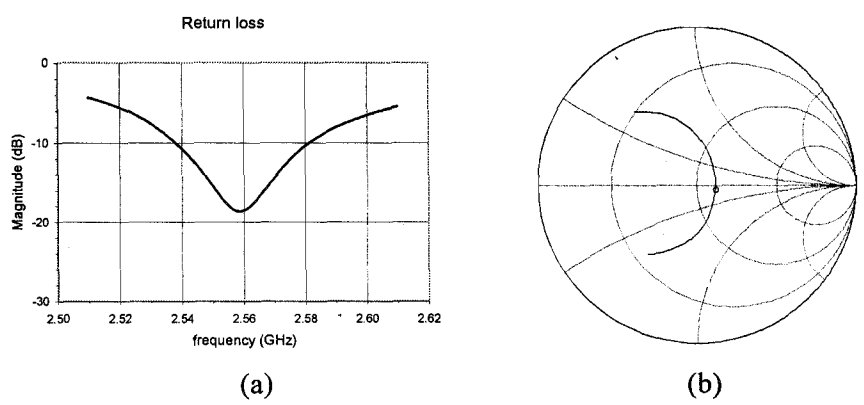 Return loss
0
-10
-20
-30
Magnitude (dB)
2.50 2.52 2.54 2.56 2.58 2.60 2.62
frequency (GHz)
(a) (b)